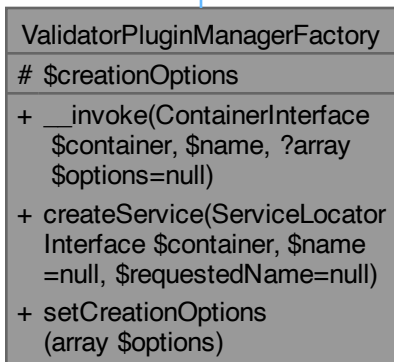 ValidatorPluginManagerFactory
# $creationOptions
+ __invoke(ContainerInterface
$container, $name, ?array
$options=null)
+ createService(ServiceLocator
Interface $container, $name
=null, $requestedName=null)
+ setCreationOptions
(array $options)